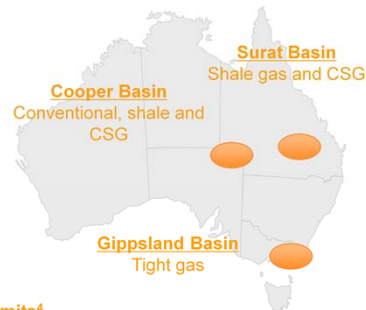 Surat Basin
Shale gas and CSG
Cooper Basin
Conventional, shale and
CSG
Gippsland Basin
Tight gas